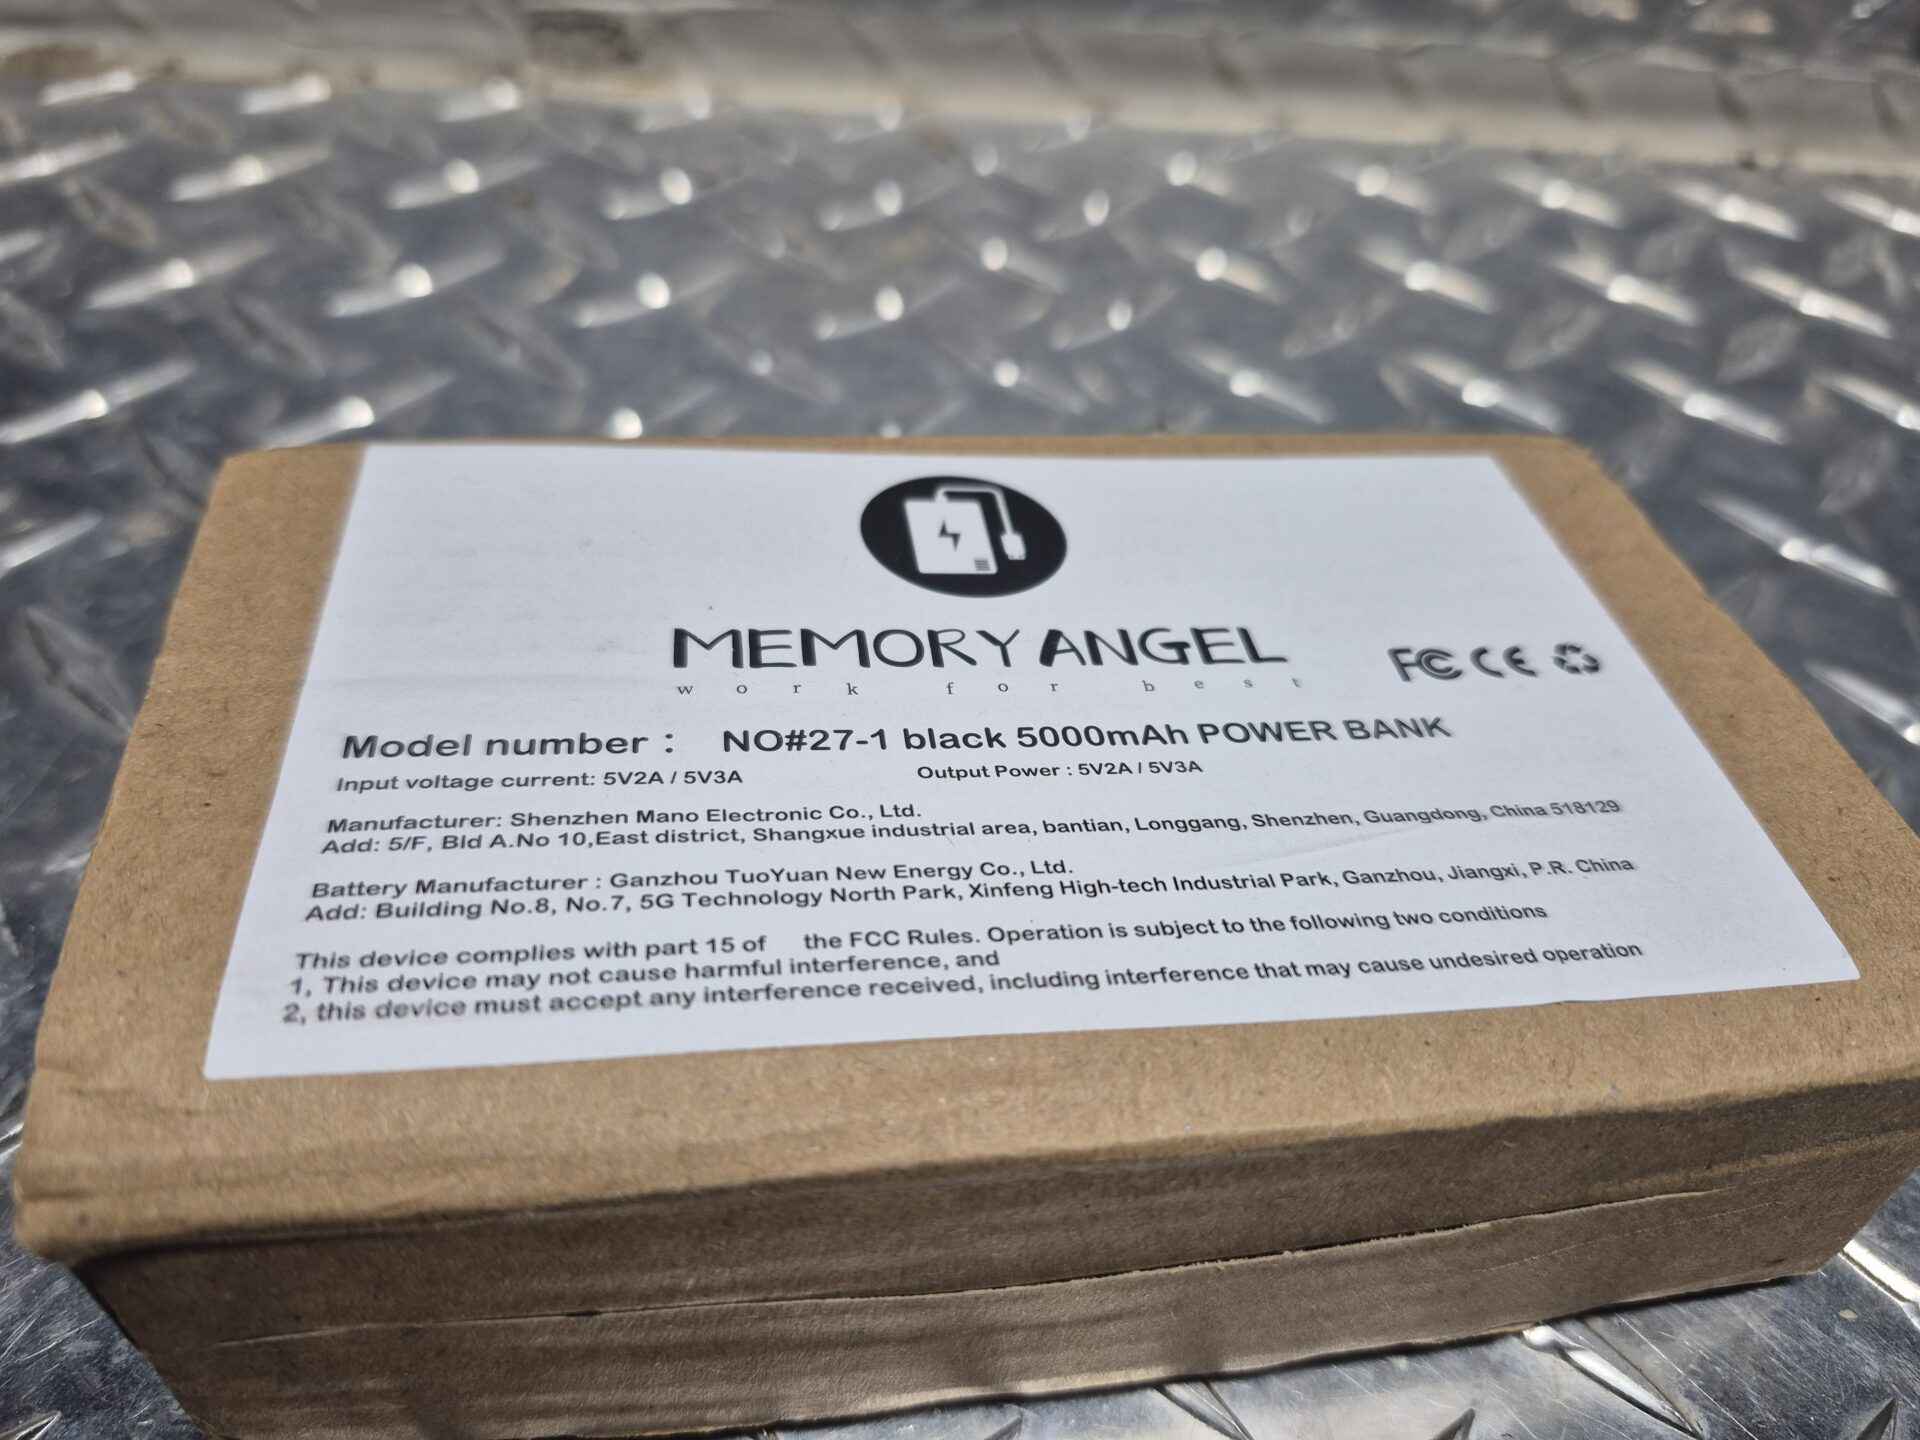 MEMORY ANGEL
work for best
FC CE
Model number : NO#27-1 black 5000mAh POWER BANK
Input voltage current: 5V2A / 5V3A Output Power : 5V2A / 5V3A
Manufacturer: Shenzhen Mano Electronic Co., Ltd.
Add: 5/F, Bld A.No 10,East district, Shangxue industrial area, bantian, Longgang, Shenzhen, Guangdong, China 518129
Battery Manufacturer : Ganzhou TuoYuan New Energy Co., Ltd.
Add: Building No.8, No.7, 5G Technology North Park, Xinfeng High-tech Industrial Park, Ganzhou, Jiangxi, P.R. China
This device complies with part 15 of the FCC Rules. Operation is subject to the following two conditions
1, This device may not cause harmful interference, and
2, this device must accept any interference received, including interference that may cause undesired operation